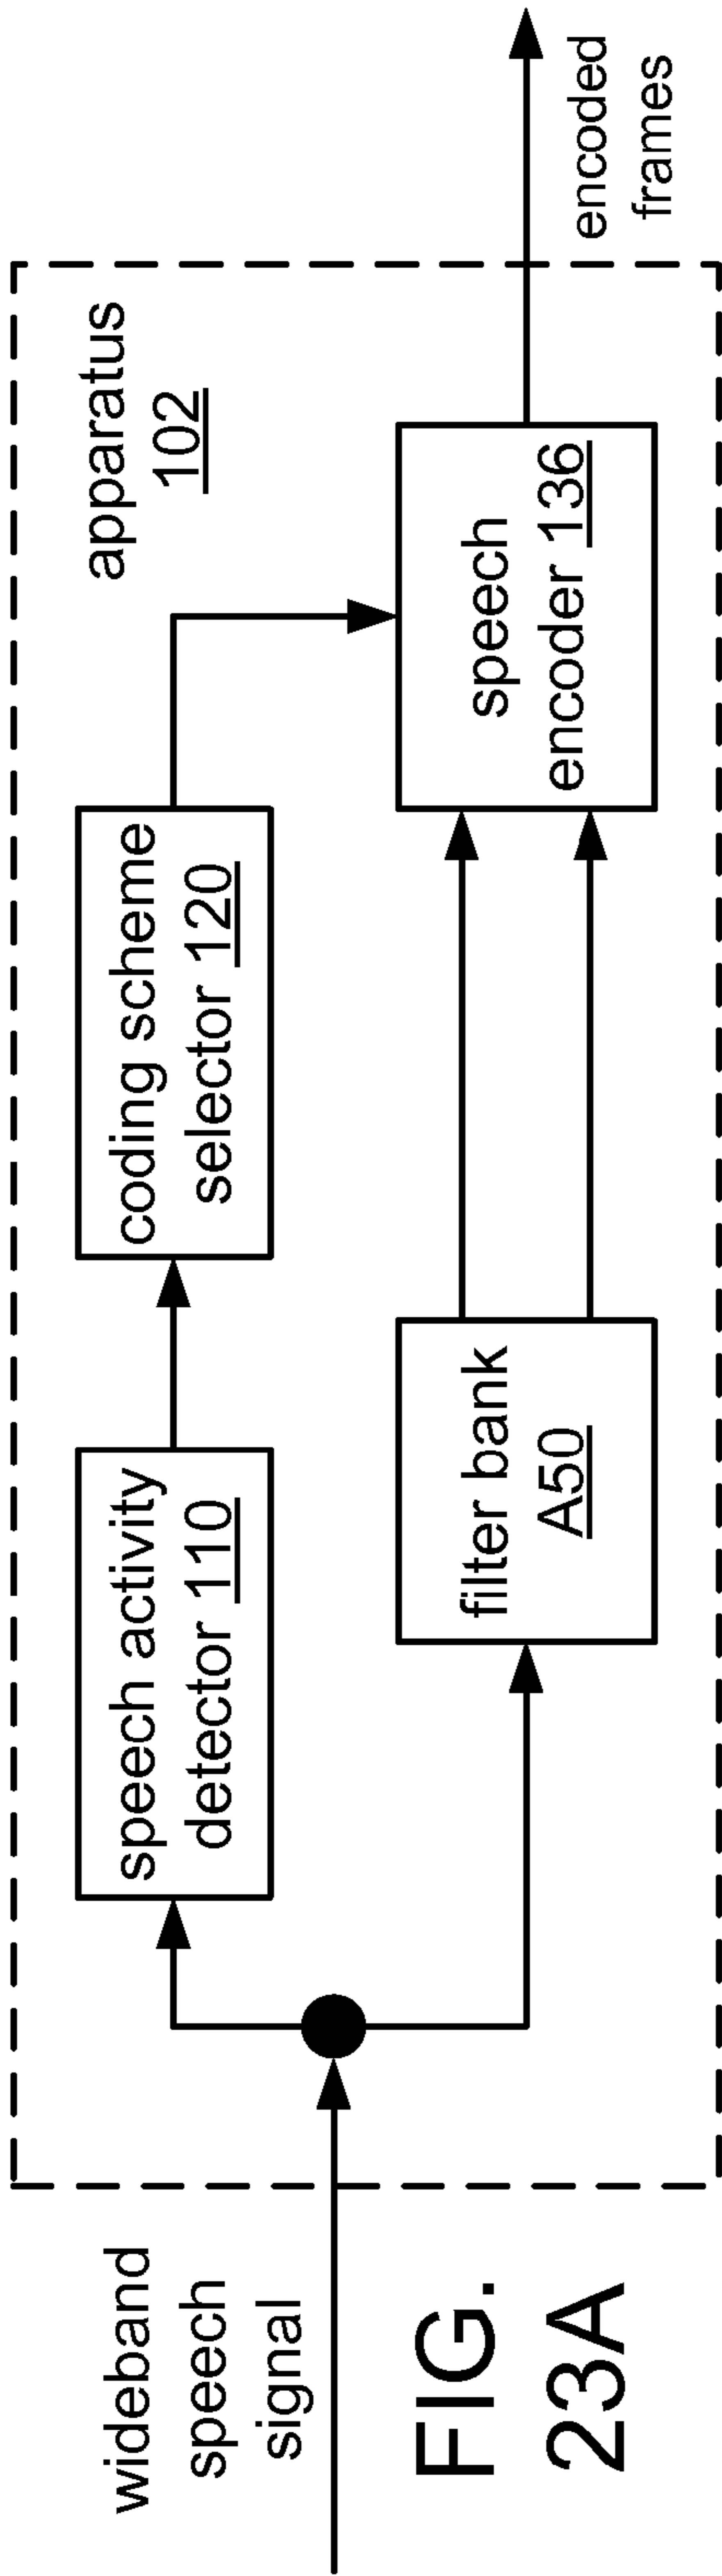 wideband
speech
signal
speech activity
detector 110
coding scheme
selector 120
apparatus
102
filter bank
A50
speech
encoder 136
encoded
frames
FIG.
23A